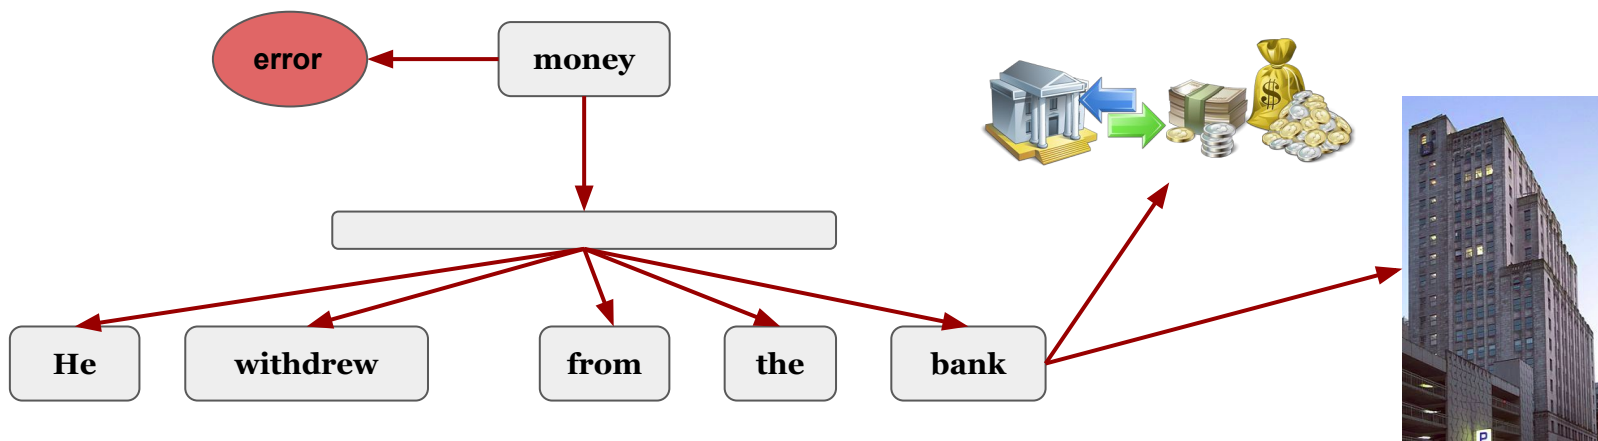 error
money
$
He
withdrew
from
the
bank
P